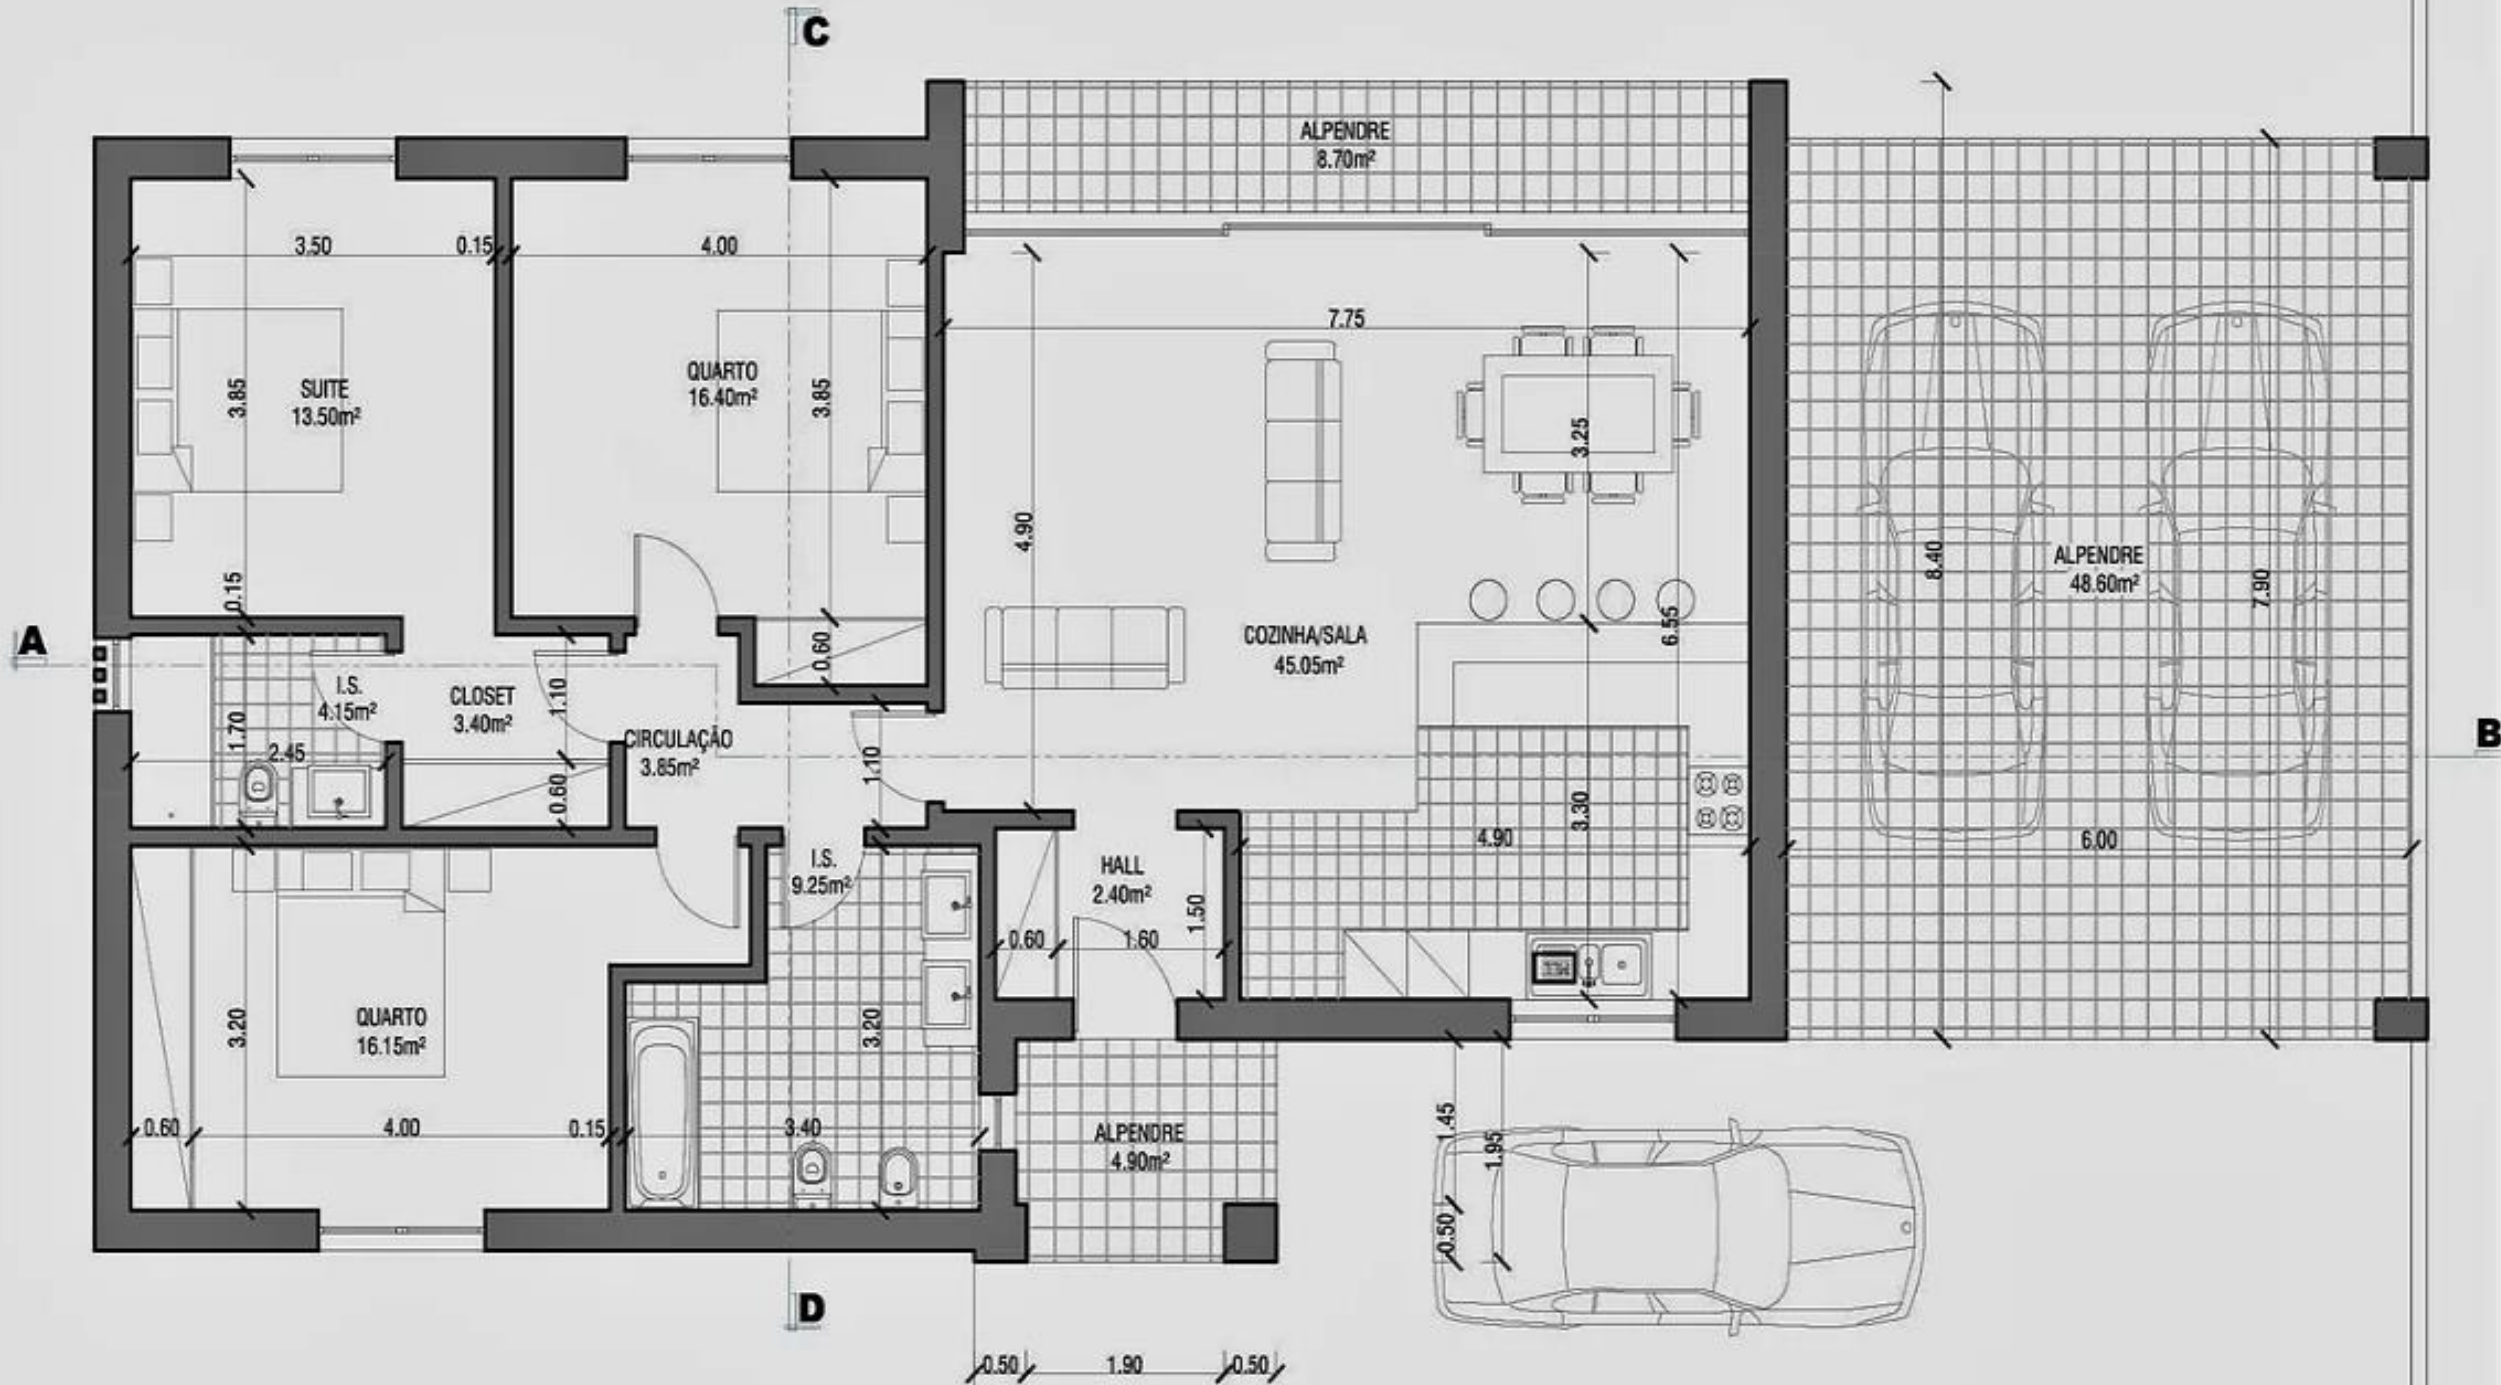 C
ALPENDRE
8.70m²
3.50
0.15
4.00
7.75
3.85
SUITE
13.50m²
QUARTO
16.40m²
3.85
3.25
4.90
8.40
ALPENDRE
48.60m²
7.90
0.15
A
0.60
COZINHA/SALA
45.05m²
6.55
I.S.
4.15m²
CLOSET
3.40m²
1.10
1.70
2.45
CIRCULAÇÃO
3.85m²
1.10
B
0.60
3.30
4.90
6.00
I.S.
9.25m²
HALL
2.40m²
1.50
0.60
1.60
3.20
QUARTO
16.15m²
3.20
0.60
4.00
0.15
3.40
ALPENDRE
4.90m²
1.45
1.95
0.50
D
0.50
1.90
0.50